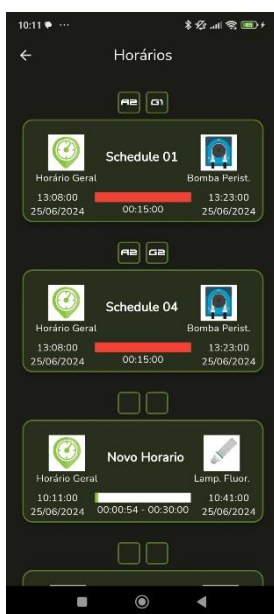 10:11
Horários
A2 G1
Schedule 01
Horário Geral
Bomba Perist.
13:08:00
13:23:00
25/06/2024
00:15:00
25/06/2024
A2 G2
Schedule 04
Horário Geral
Bomba Perist.
13:08:00
13:23:00
25/06/2024
00:15:00
25/06/2024
Novo Horario
Horário Geral
Lamp. Fluor.
10:11:00
10:41:00
25/06/2024
00:00:54 - 00:30:00
25/06/2024